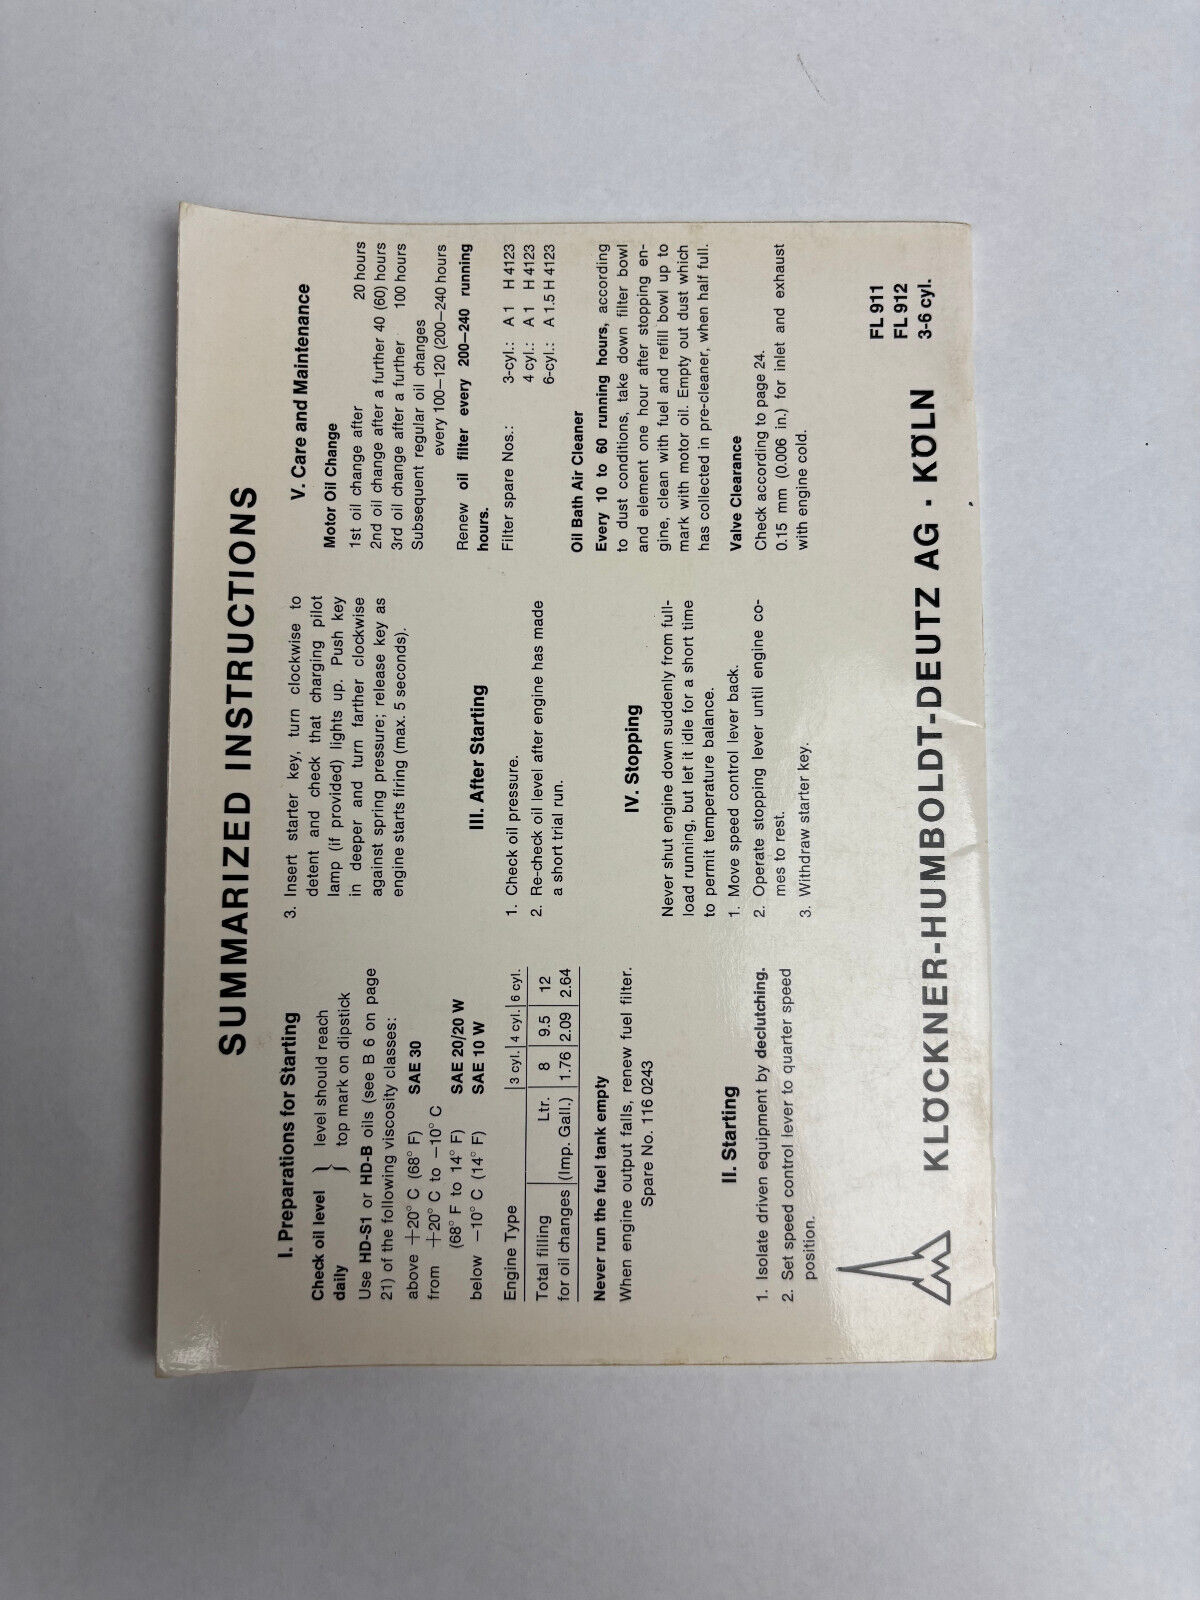 SUMMARIZED INSTRUCTIONS
I. Preparations for Starting
Check oil level } level should reach
daily } top mark on dipstick
Use HD-S1 or HD-B oils (see B 6 on page
21) of the following viscosity classes:
above +20° C (68° F) SAE 30
from +20° C to −10° C
(68° F to 14° F) SAE 20/20 W
below −10° C (14° F) SAE 10 W
Engine Type | 3 cyl. | 4 cyl. | 6 cyl.
Total filling Ltr. 8 9.5 12
for oil changes (Imp. Gall.) 1.76 2.09 2.64
Never run the fuel tank empty
When engine output falls, renew fuel filter.
Spare No. 116 0243
II. Starting
1. Isolate driven equipment by declutching.
2. Set speed control lever to quarter speed
position.
3. Insert starter key, turn clockwise to
detent and check that charging pilot
lamp (if provided) lights up. Push key
in deeper and turn farther clockwise
against spring pressure; release key as
engine starts firing (max. 5 seconds).
III. After Starting
1. Check oil pressure.
2. Re-check oil level after engine has made
a short trial run.
IV. Stopping
Never shut engine down suddenly from full-
load running, but let it idle for a short time
to permit temperature balance.
1. Move speed control lever back.
2. Operate stopping lever until engine co-
mes to rest.
3. Withdraw starter key.
V. Care and Maintenance
Motor Oil Change
1st oil change after 20 hours
2nd oil change after a further 40 (60) hours
3rd oil change after a further 100 hours
Subsequent regular oil changes
every 100—120 (200—240 hours
Renew oil filter every 200—240 running
hours.
Filter spare Nos.: 3-cyl.: A 1 H 4123
4 cyl.: A 1 H 4123
6-cyl.: A 1.5 H 4123
Oil Bath Air Cleaner
Every 10 to 60 running hours, according
to dust conditions, take down filter bowl
and element one hour after stopping en-
gine, clean with fuel and refill bowl up to
mark with motor oil. Empty out dust which
has collected in pre-cleaner, when half full.
Valve Clearance
Check according to page 24.
0.15 mm (0.006 in.) for inlet and exhaust
with engine cold.
KLÖCKNER-HUMBOLDT-DEUTZ AG · KÖLN
FL 911
FL 912
3-6 cyl.